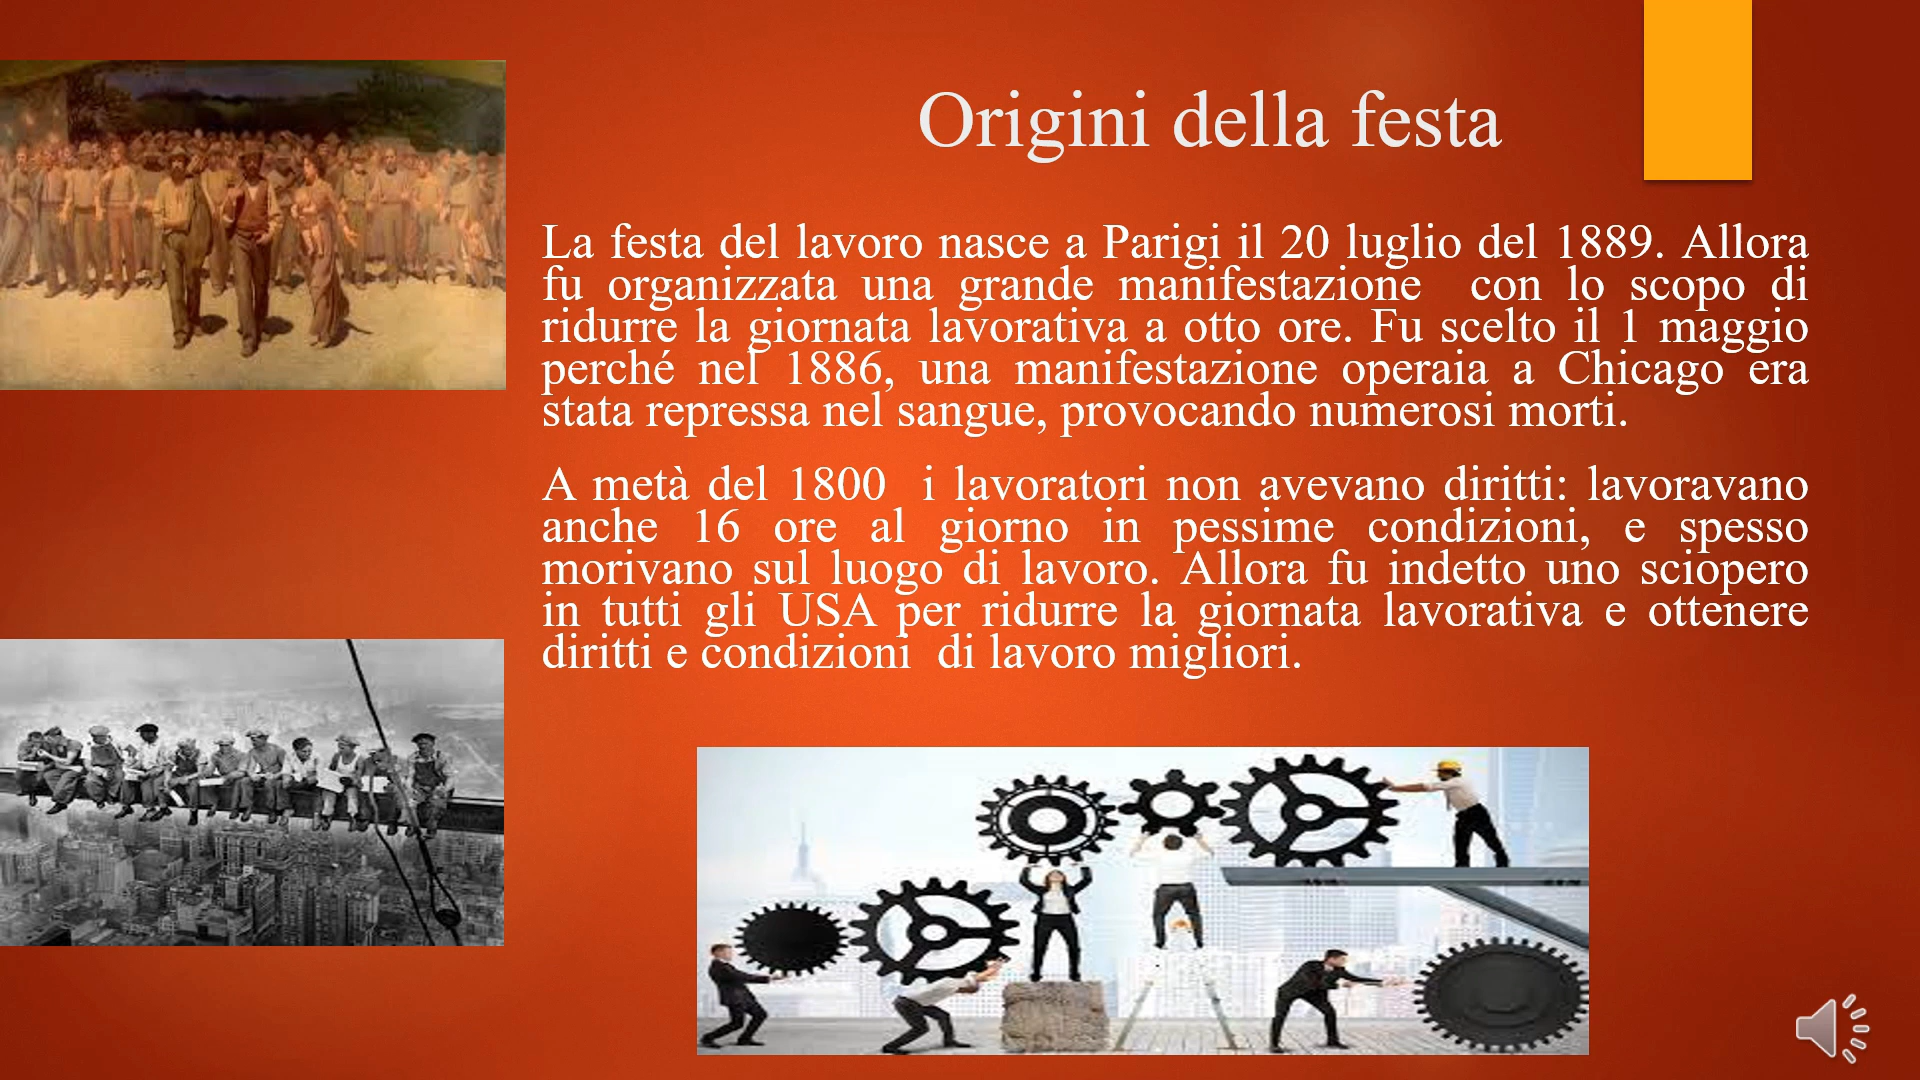 Origini della festa
La festa del lavoro nasce a Parigi il 20 luglio del 1889. Allora
fu organizzata una grande manifestazione con lo scopo di
ridurre la giornata lavorativa a otto ore. Fu scelto il 1 maggio
perché nel 1886, una manifestazione operaia a Chicago era
stata repressa nel sangue, provocando numerosi morti.
A metà del 1800 i lavoratori non avevano diritti: lavoravano
anche 16 ore al giorno in pessime condizioni, e spesso
morivano sul luogo di lavoro. Allora fu indetto uno sciopero
in tutti gli USA per ridurre la giornata lavorativa e ottenere
diritti e condizioni di lavoro migliori.